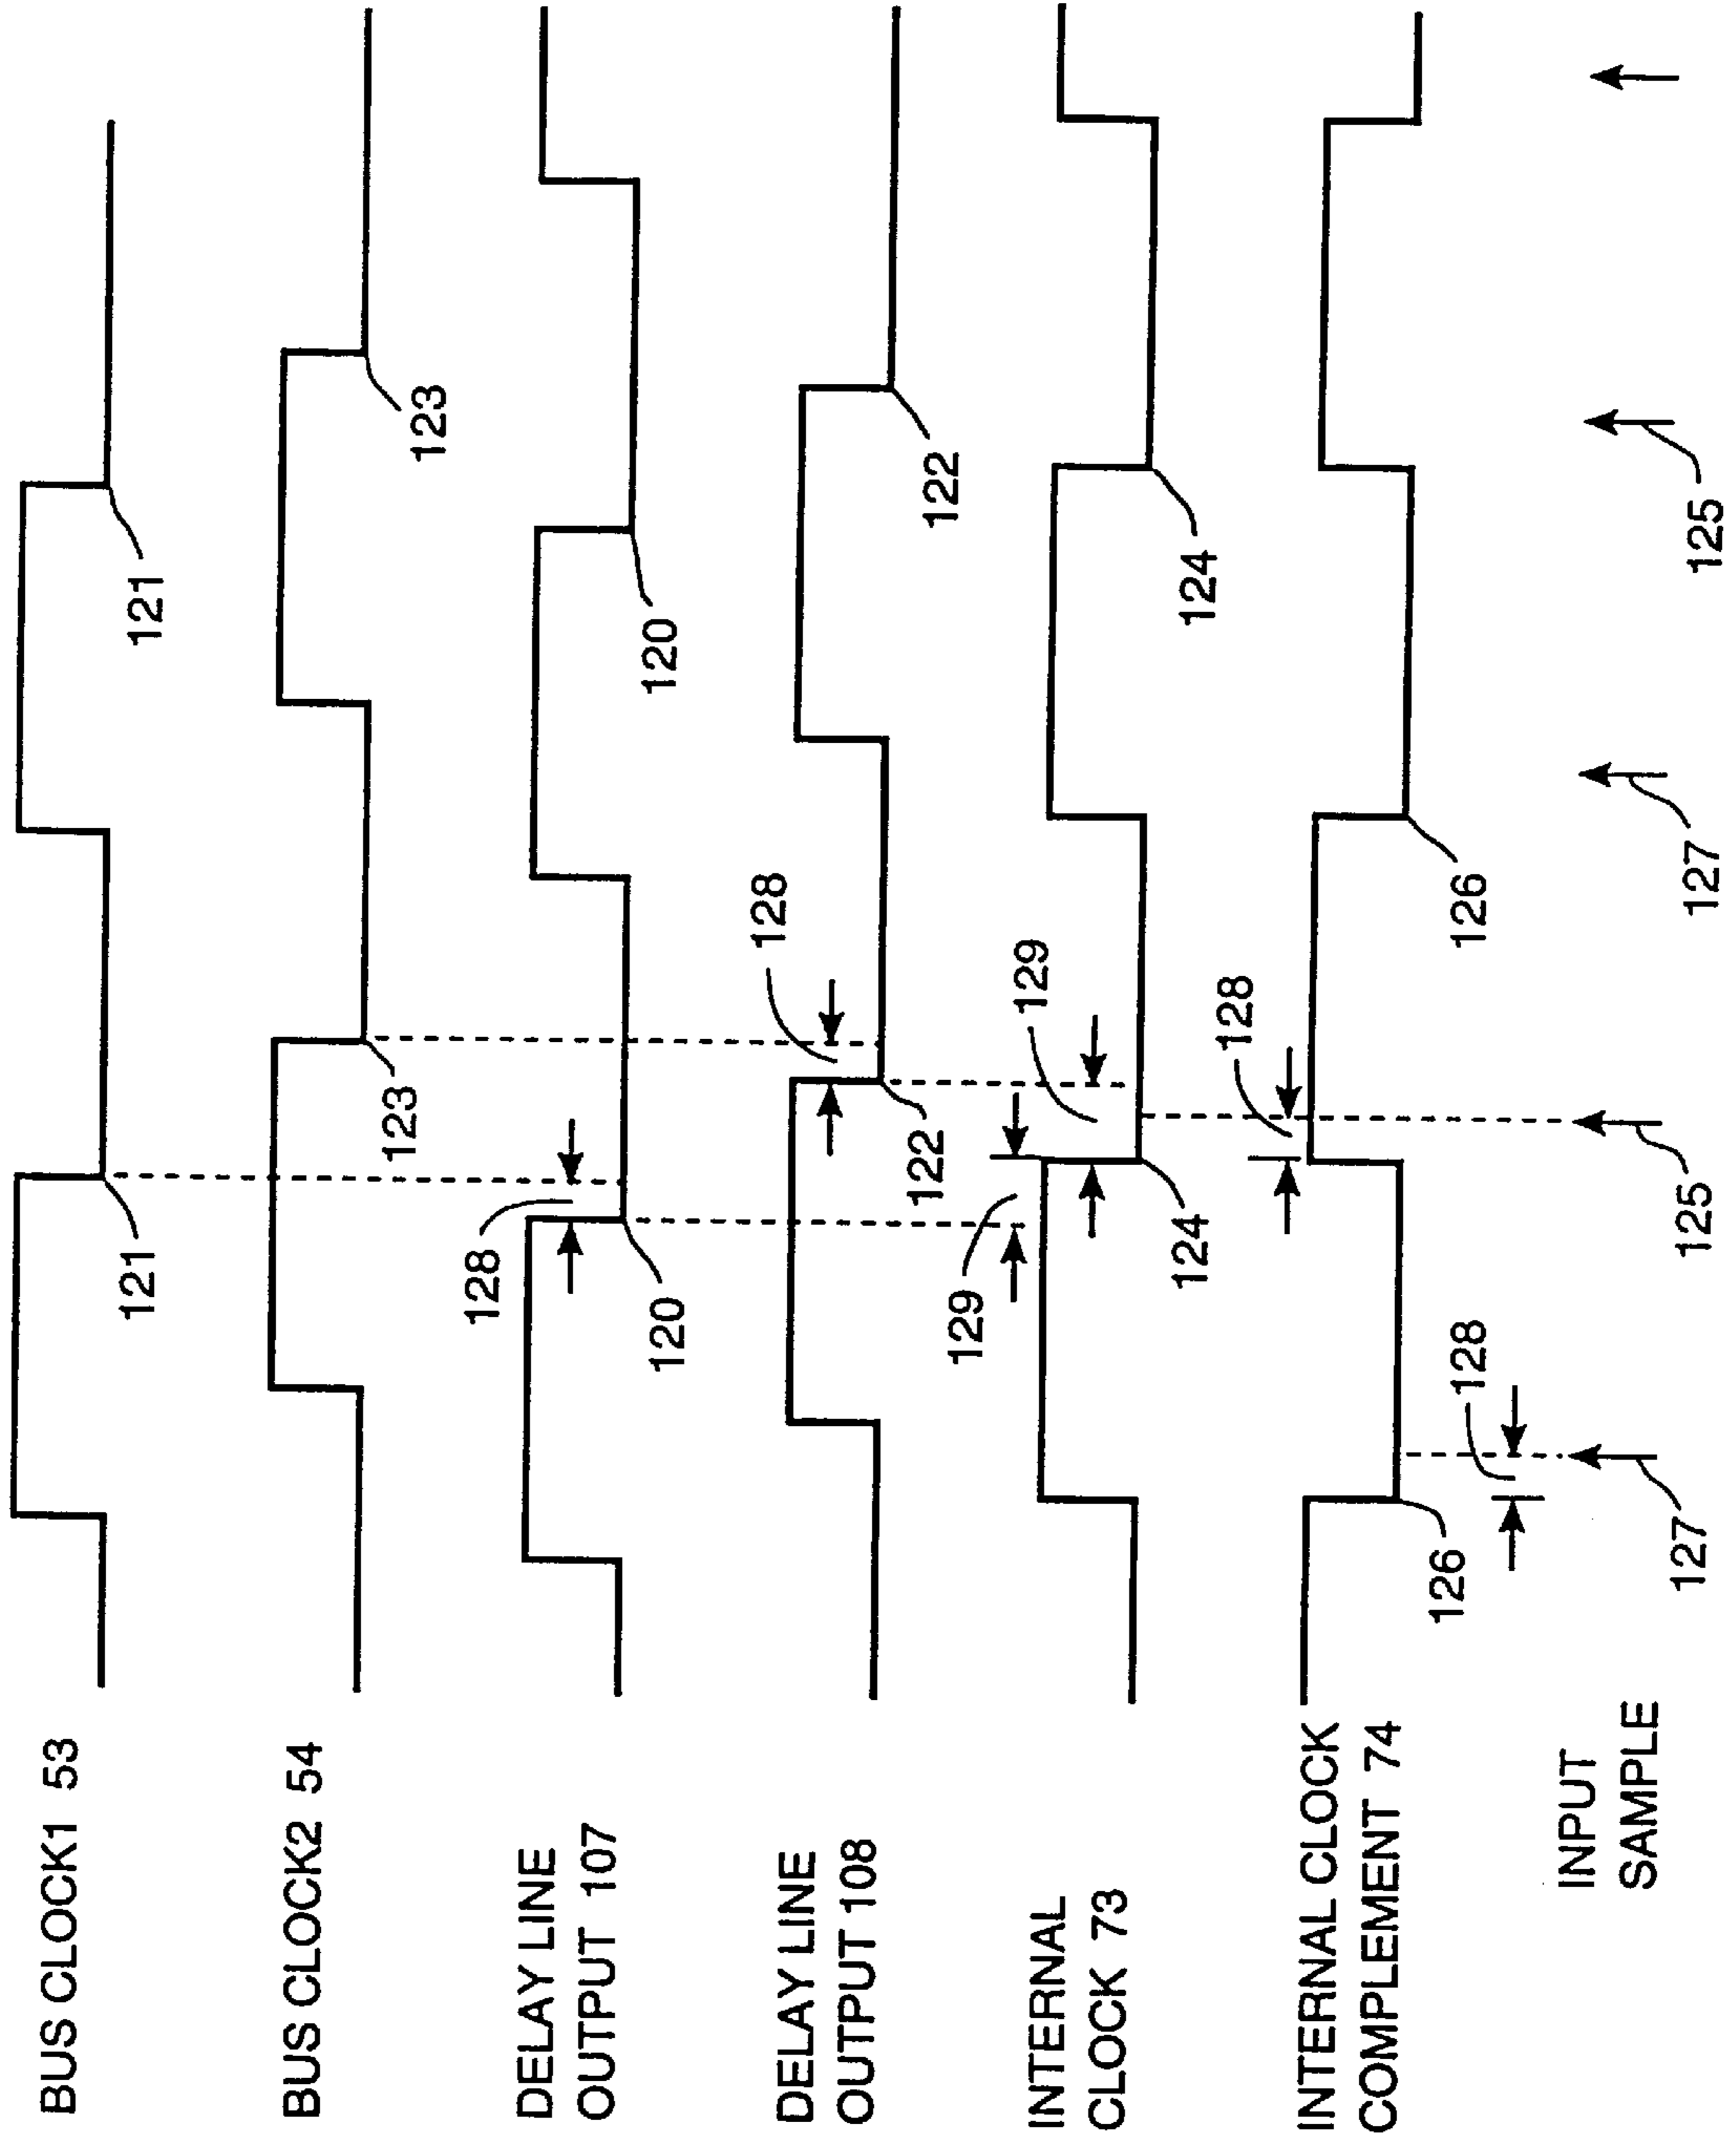 BUS CLOCK1 53
121
121
BUS CLOCK2 54
123
123
DELAY LINE
OUTPUT 107
128
120
120
DELAY LINE
OUTPUT 108
128
122
122
INTERNAL
CLOCK 73
129
129
124
124
INTERNAL CLOCK
COMPLEMENT 74
128
126
126
128
INPUT
SAMPLE
127
125
127
125